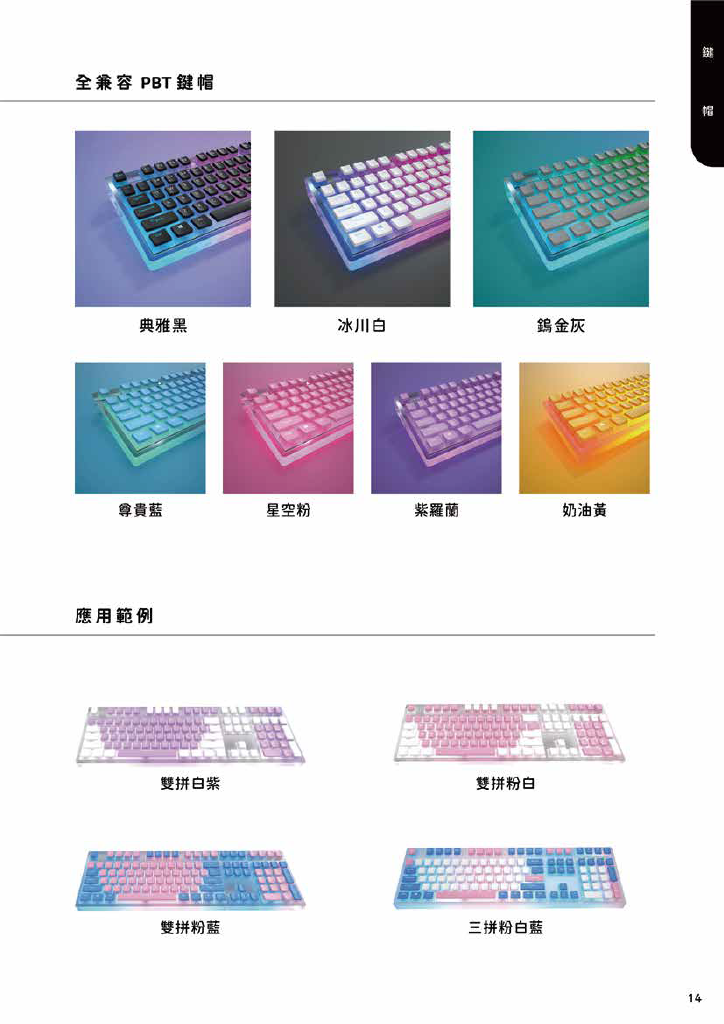 鍵
帽
全兼容 PBT 鍵帽
典雅黑
冰川白
鎢金灰
尊貴藍
星空粉
紫羅蘭
奶油黃
應用範例
雙拼白紫
雙拼粉白
雙拼粉藍
三拼粉白藍
14